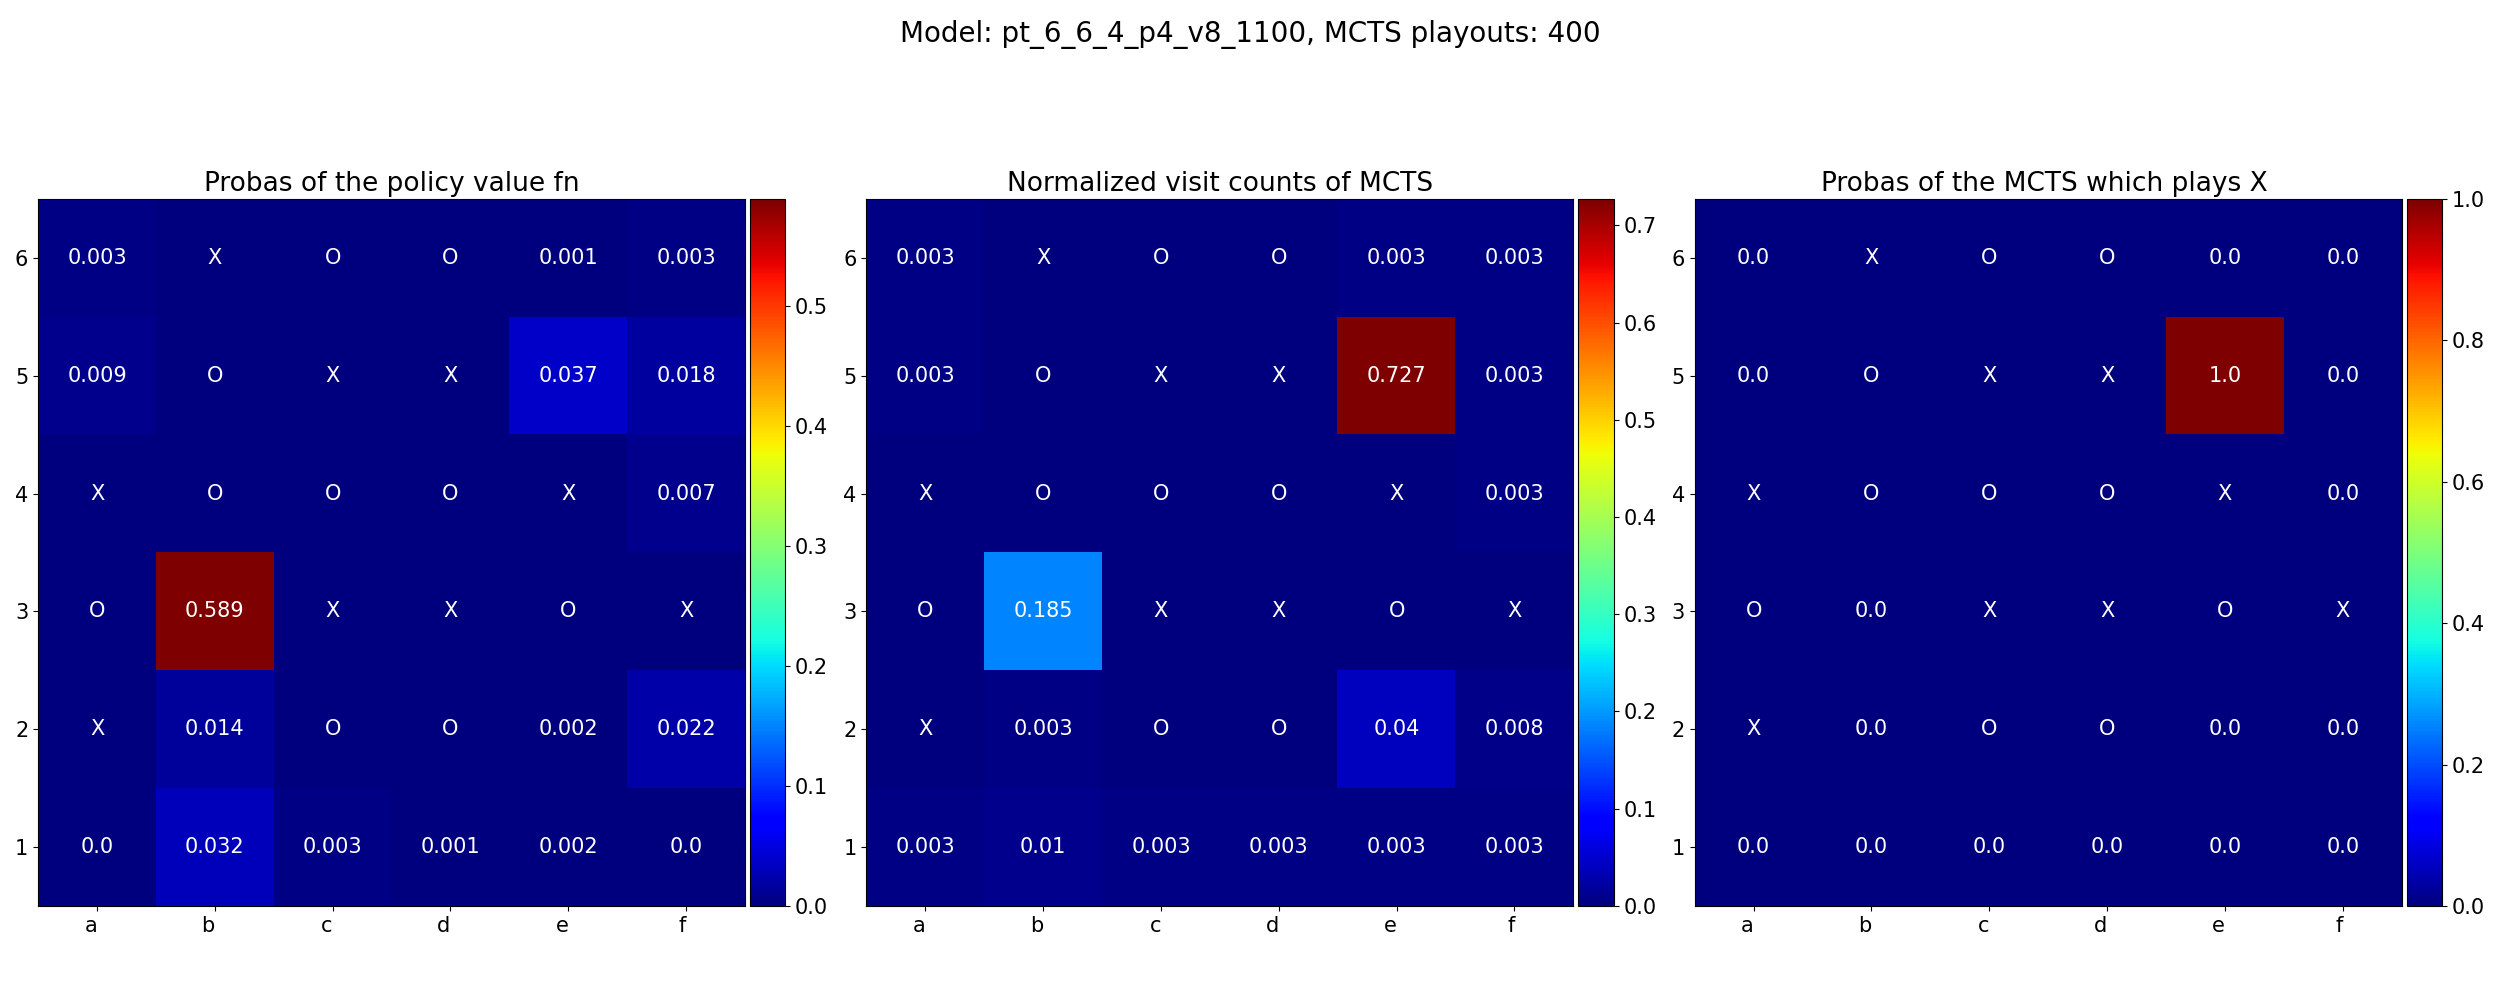 Model: pt_6_6_4_p4_v8_1100, MCTS playouts: 400
Probas of the policy value fn
6 0.003 X O O 0.001 0.003
5 0.009 O X X 0.037 0.018
4 X O O O X 0.007
3 O 0.589 X X O X
2 X 0.014 O O 0.002 0.022
1 0.0 0.032 0.003 0.001 0.002 0.0
a b c d e f
0.5
0.4
0.3
0.2
0.1
0.0
Normalized visit counts of MCTS
6 0.003 X O O 0.003 0.003
5 0.003 O X X 0.727 0.003
4 X O O O X 0.003
3 O 0.185 X X O X
2 X 0.003 O O 0.04 0.008
1 0.003 0.01 0.003 0.003 0.003 0.003
a b c d e f
0.7
0.6
0.5
0.4
0.3
0.2
0.1
0.0
Probas of the MCTS which plays X
6 0.0 X O O 0.0 0.0
5 0.0 O X X 1.0 0.0
4 X O O O X 0.0
3 O 0.0 X X O X
2 X 0.0 O O 0.0 0.0
1 0.0 0.0 0.0 0.0 0.0 0.0
a b c d e f
1.0
0.8
0.6
0.4
0.2
0.0